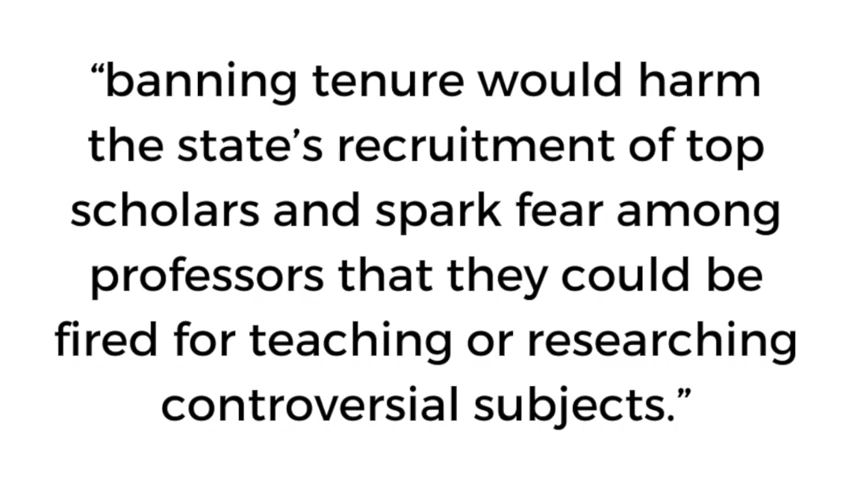 “banning tenure would harm
the state’s recruitment of top
scholars and spark fear among
professors that they could be
fired for teaching or researching
controversial subjects.”